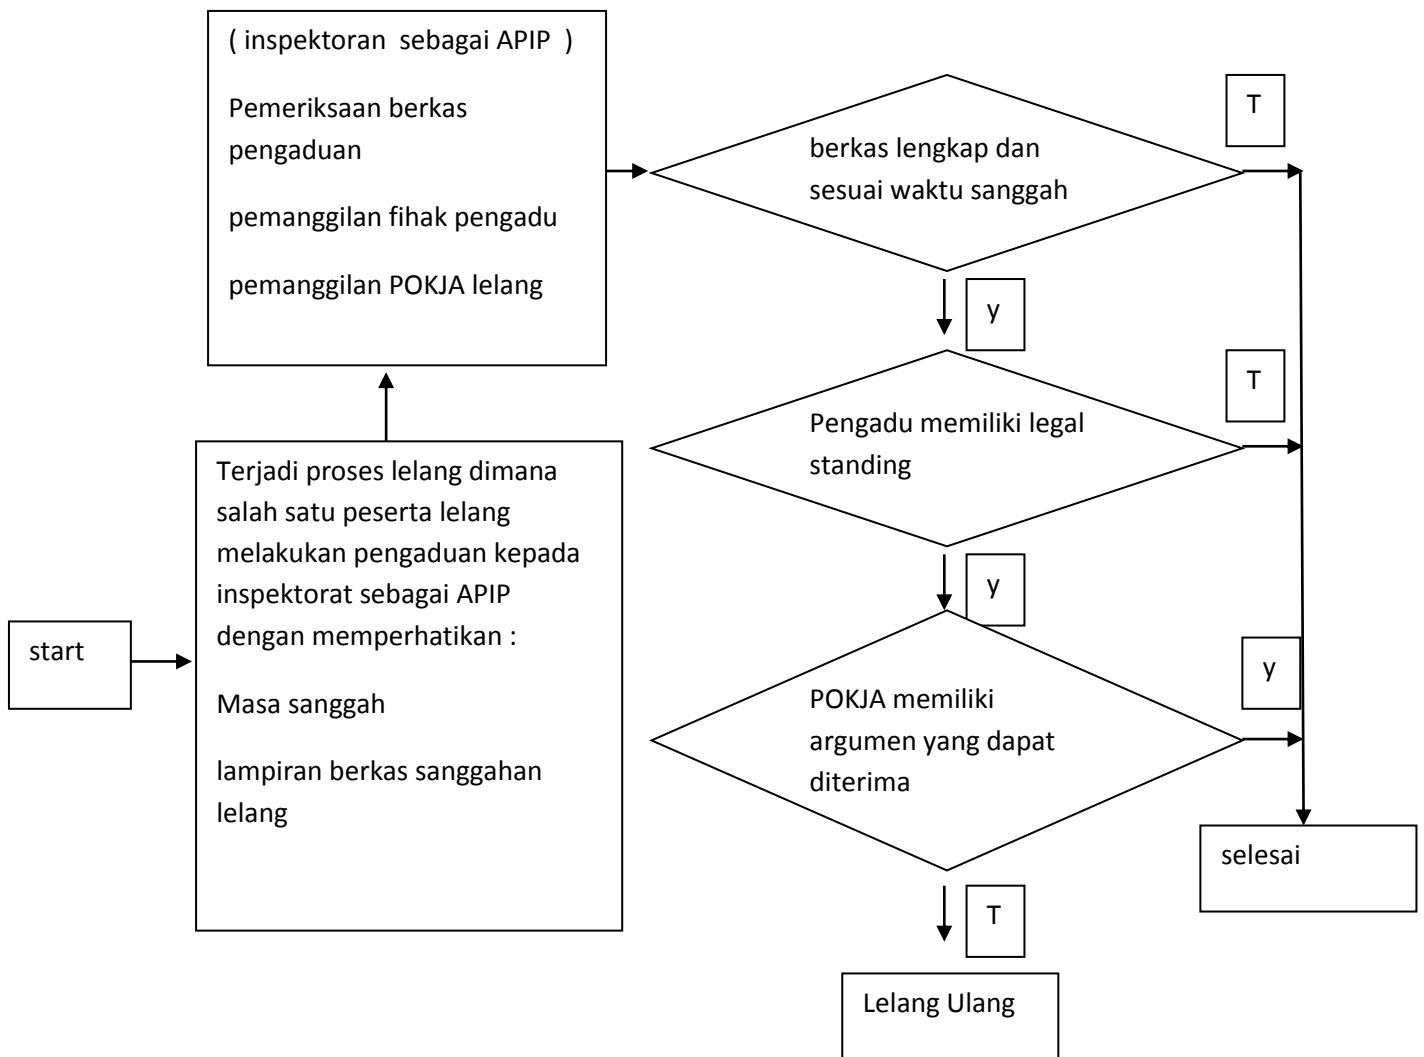 start
Terjadi proses lelang dimana
salah satu peserta lelang
melakukan pengaduan kepada
inspektorat sebagai APIP
dengan memperhatikan :
Masa sanggah
lampiran berkas sanggahan
lelang
( inspektoran  sebagai APIP  )
Pemeriksaan berkas
pengaduan
pemanggilan fihak pengadu
pemanggilan POKJA lelang
berkas lengkap dan
sesuai waktu sanggah
T
y
Pengadu memiliki legal
standing
T
y
POKJA memiliki
argumen yang dapat
diterima
y
T
selesai
Lelang Ulang